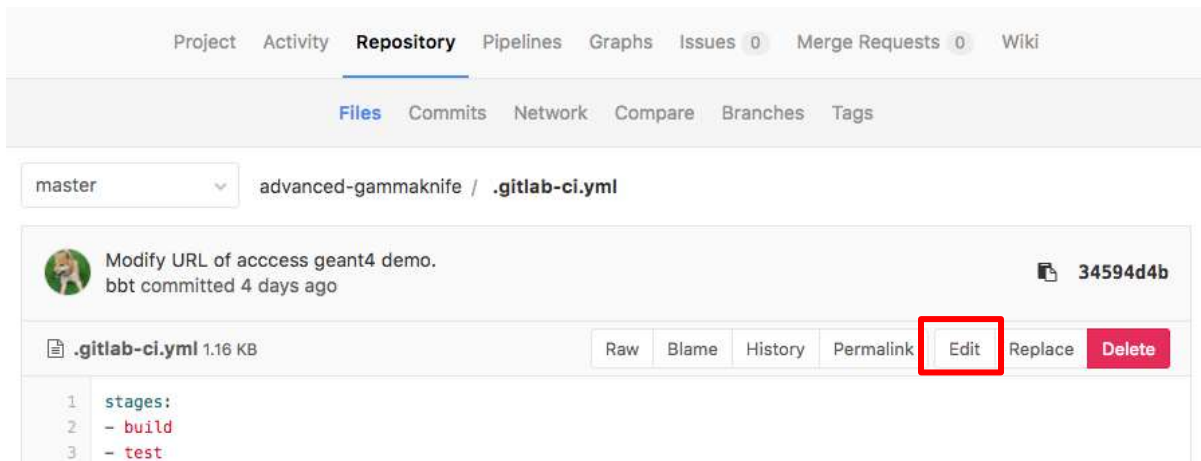 Project Activity Repository Pipelines Graphs Issues 0 Merge Requests 0 Wiki
Files Commits Network Compare Branches Tags
master advanced-gammaknife / .gitlab-ci.yml
Modify URL of acccess geant4 demo.
bbt committed 4 days ago 34594d4b
.gitlab-ci.yml 1.16 KB Raw Blame History Permalink Edit Replace Delete
1 stages:
2 - build
3 - test